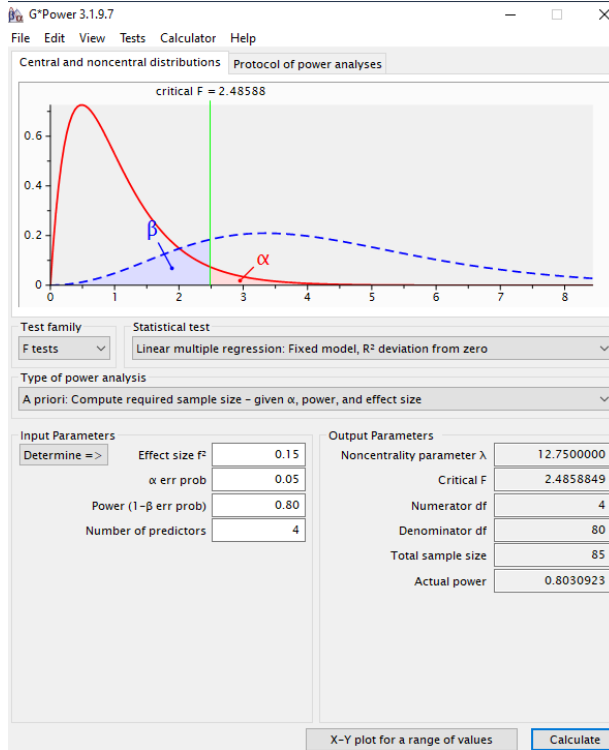 G*Power 3.1.9.7
File Edit View Tests Calculator Help
Central and noncentral distributions Protocol of power analyses
critical F = 2.48588
0.6
0.4
0.2
0
β
α
0 1 2 3 4 5 6 7 8
Test family Statistical test
F tests Linear multiple regression: Fixed model, R² deviation from zero
Type of power analysis
A priori: Compute required sample size – given α, power, and effect size
Input Parameters Output Parameters
Determine => Effect size f² 0.15 Noncentrality parameter λ 12.7500000
α err prob 0.05 Critical F 2.4858849
Power (1-β err prob) 0.80 Numerator df 4
Number of predictors 4 Denominator df 80
Total sample size 85
Actual power 0.8030923
X-Y plot for a range of values Calculate